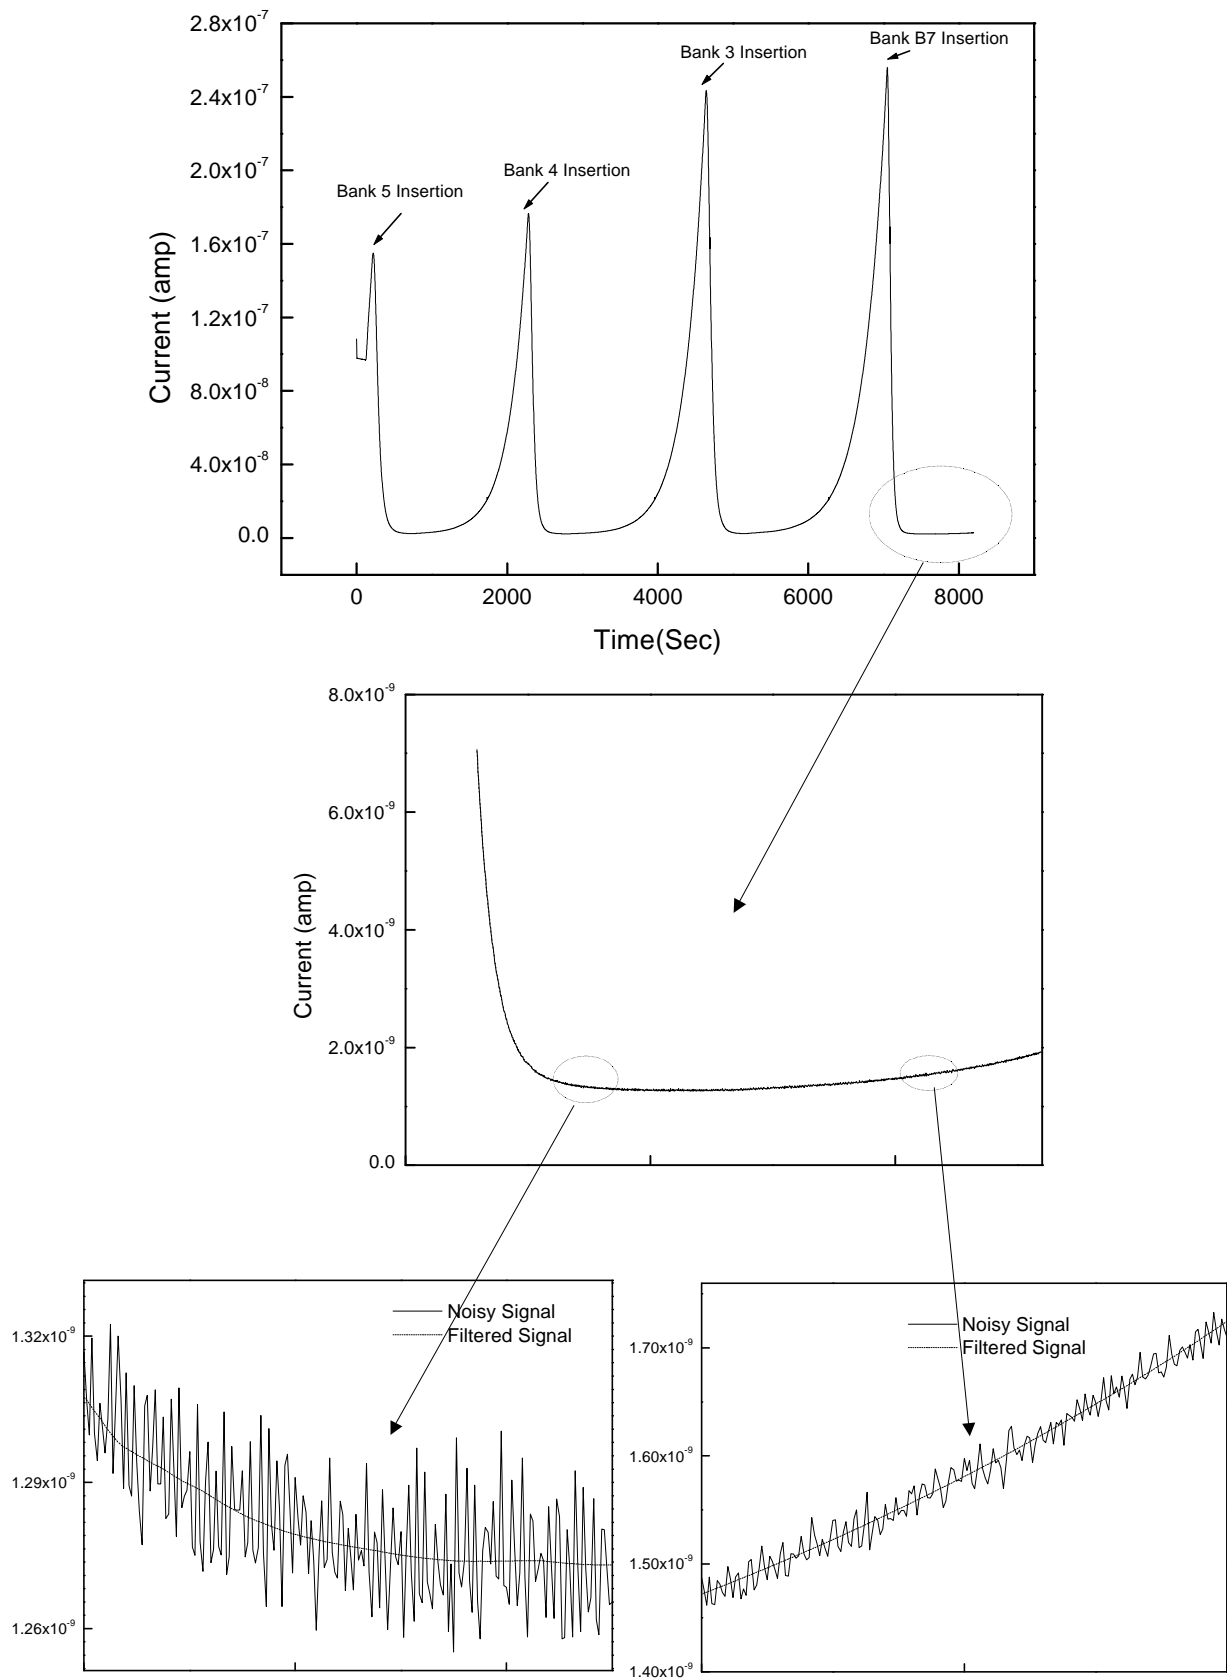 2.8x10⁻⁷
Bank B7 Insertion
Bank 3 Insertion
2.4x10⁻⁷
2.0x10⁻⁷
Bank 4 Insertion
Bank 5 Insertion
1.6x10⁻⁷
1.2x10⁻⁷
8.0x10⁻⁸
4.0x10⁻⁸
0.0
Current (amp)
0 2000 4000 6000 8000
Time(Sec)
8.0x10⁻⁹
6.0x10⁻⁹
4.0x10⁻⁹
2.0x10⁻⁹
0.0
Current (amp)
Noisy Signal
Filtered Signal
1.32x10⁻⁹
1.29x10⁻⁹
1.26x10⁻⁹
Noisy Signal
Filtered Signal
1.70x10⁻⁹
1.60x10⁻⁹
1.50x10⁻⁹
1.40x10⁻⁹